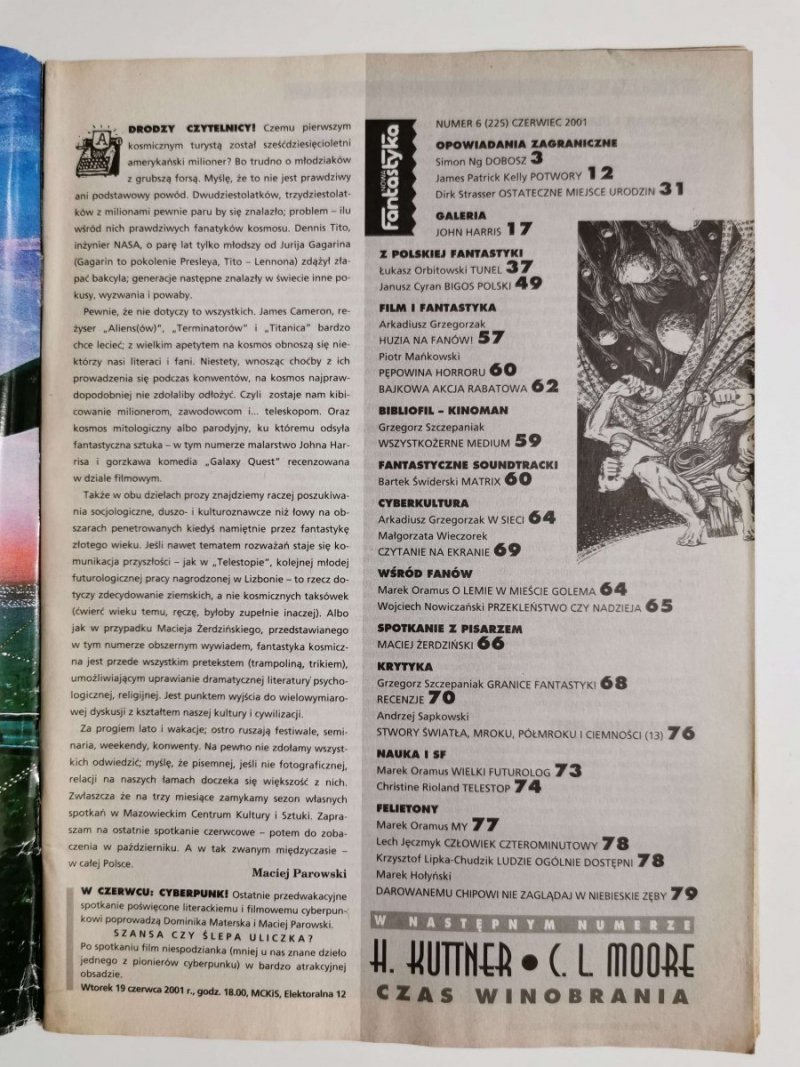 DRODZY CZYTELNICY! Czemu pierwszym
kosmicznym turystą został sześćdziesięcioletni
amerykański milioner? Bo trudno o młodziaków
z grubszą forsą. Myślę, że to nie jest prawdziwy
ani podstawowy powód. Dwudziestolatków, trzydziestolat-
ków z milionami pewnie paru by się znalazło; problem – ilu
wśród nich prawdziwych fanatyków kosmosu. Dennis Tito,
inżynier NASA, o parę lat tylko młodszy od Jurija Gagarina
(Gagarin to pokolenie Presleya, Tito – Lennona) zdążył zła-
pać bakcyla; generacje następne znalazły w świecie inne po-
kusy, wyzwania i powaby.
Pewnie, że nie dotyczy to wszystkich. James Cameron, re-
żyser „Aliens(ów)", „Terminatorów" i „Titanica" bardzo
chce lecieć; z wielkim apetytem na kosmos obnoszą się nie-
którzy nasi literaci i fani. Niestety, wnosząc choćby z ich
prowadzenia się podczas konwentów, na kosmos najpraw-
dopodobniej nie zdołaliby odłożyć. Czyli zostaje nam kibi-
cowanie milionerom, zawodowcom i... teleskopom. Oraz
kosmos mitologiczny albo parodyjny, ku któremu odsyła
fantastyczna sztuka – w tym numerze malarstwo Johna Har-
risa i gorzkawa komedia „Galaxy Quest" recenzowana
w dziale filmowym.
Także w obu dziełach prozy znajdziemy raczej poszukiwa-
nia socjologiczne, duszo- i kulturoznawcze niż łowy na ob-
szarach penetrowanych kiedyś namiętnie przez fantastykę
złotego wieku. Jeśli nawet tematem rozważań staje się ko-
munikacja przyszłości – jak w „Telestopie", kolejnej młodej
futurologicznej pracy nagrodzonej w Lizbonie – to rzecz do-
tyczy zdecydowanie ziemskich, a nie kosmicznych taksówek
(ćwierć wieku temu, ręczę, byłoby zupełnie inaczej). Albo
jak w przypadku Macieja Żerdzińskiego, przedstawianego
w tym numerze obszernym wywiadem, fantastyka kosmicz-
na jest przede wszystkim pretekstem (trampoliną, trikiem),
umożliwiającym uprawianie dramatycznej literatury psycho-
logicznej, religijnej. Jest punktem wyjścia do wielowymiaro-
wej dyskusji z kształtem naszej kultury i cywilizacji.
Za progiem lato i wakacje; ostro ruszają festiwale, semi-
naria, weekendy, konwenty. Na pewno nie zdołamy wszyst-
kich odwiedzić; myślę, że pisemnej, jeśli nie fotograficznej,
relacji na naszych łamach doczeka się większość z nich.
Zwłaszcza że na trzy miesiące zamykamy sezon własnych
spotkań w Mazowieckim Centrum Kultury i Sztuki. Zapra-
szam na ostatnie spotkanie czerwcowe – potem do zoba-
czenia w październiku. A w tak zwanym międzyczasie –
w całej Polsce.
Maciej Parowski
W CZERWCU: CYBERPUNK! Ostatnie przedwakacyjne
spotkanie poświęcone literackiemu i filmowemu cyberpun-
kowi poprowadzą Dominika Materska i Maciej Parowski.
SZANSA CZY ŚLEPA ULICZKA?
Po spotkaniu film niespodzianka (mniej u nas znane dzieło
jednego z pionierów cyberpunku) w bardzo atrakcyjnej
obsadzie.
Wtorek 19 czerwca 2001 r., godz. 18.00, MCKiS, Elektoralna 12
NOWA
Fantastyka
NUMER 6 (225) CZERWIEC 2001
OPOWIADANIA ZAGRANICZNE
Simon Ng DOBOSZ 3
James Patrick Kelly POTWORY 12
Dirk Strasser OSTATECZNE MIEJSCE URODZIN 31
GALERIA
JOHN HARRIS 17
Z POLSKIEJ FANTASTYKI
Łukasz Orbitowski TUNEL 37
Janusz Cyran BIGOS POLSKI 49
FILM I FANTASTYKA
Arkadiusz Grzegorzak
HUZIA NA FANÓW! 57
Piotr Mańkowski
PĘPOWINA HORRORU 60
BAJKOWA AKCJA RABATOWA 62
BIBLIOFIL – KINOMAN
Grzegorz Szczepaniak
WSZYSTKOŻERNE MEDIUM 59
FANTASTYCZNE SOUNDTRACKI
Bartek Świderski MATRIX 60
CYBERKULTURA
Arkadiusz Grzegorzak W SIECI 64
Małgorzata Wieczorek
CZYTANIE NA EKRANIE 69
WŚRÓD FANÓW
Marek Oramus O LEMIE W MIEŚCIE GOLEMA 64
Wojciech Nowiczański PRZEKLEŃSTWO CZY NADZIEJA 65
SPOTKANIE Z PISARZEM
MACIEJ ŻERDZIŃSKI 66
KRYTYKA
Grzegorz Szczepaniak GRANICE FANTASTYKI 68
RECENZJE 70
Andrzej Sapkowski
STWORY ŚWIATŁA, MROKU, PÓŁMROKU I CIEMNOŚCI (13) 76
NAUKA I SF
Marek Oramus WIELKI FUTUROLOG 73
Christine Rioland TELESTOP 74
FELIETONY
Marek Oramus MY 77
Lech Jęczmyk CZŁOWIEK CZTEROMINUTOWY 78
Krzysztof Lipka-Chudzik LUDZIE OGÓLNIE DOSTĘPNI 78
Marek Hołyński
DAROWANEMU CHIPOWI NIE ZAGLĄDAJ W NIEBIESKIE ZĘBY 79
W NASTĘPNYM NUMERZE
H. KUTTNER • C. L. MOORE
CZAS WINOBRANIA